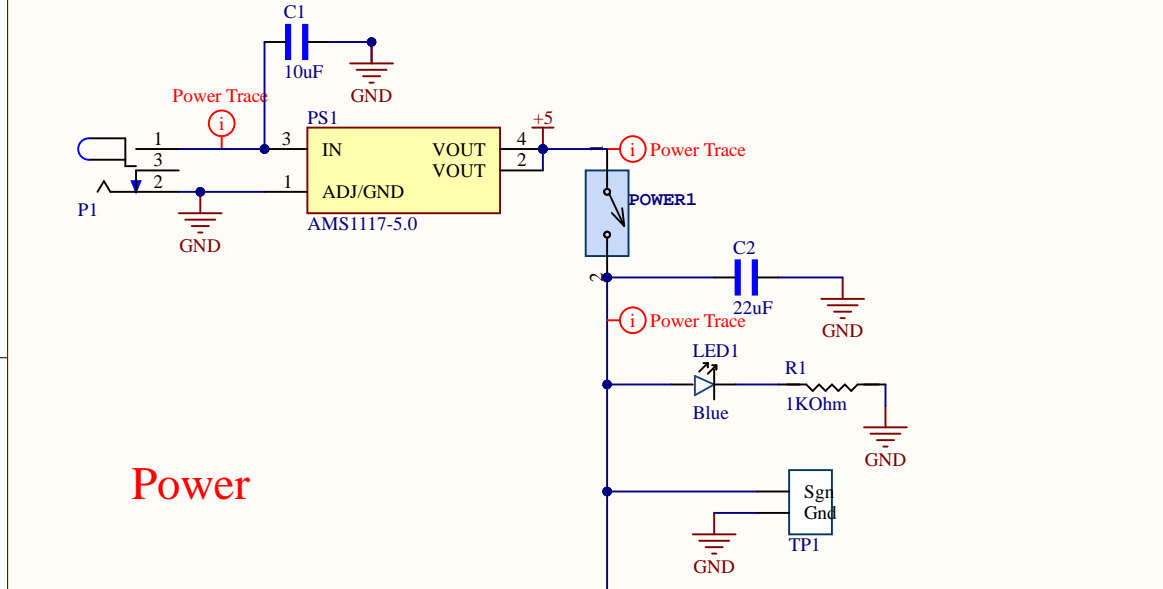 C1
10uF
GND
Power Trace
PS1
+5
1
3
IN
VOUT
4
1
Power Trace
3
VOUT
2
2
1
ADJ/GND
P1
AMS1117-5.0
GND
POWER1
2
C2
22uF
GND
Power Trace
LED1
Blue
R1
1KOhm
GND
Power
Sgn
Gnd
TP1
GND